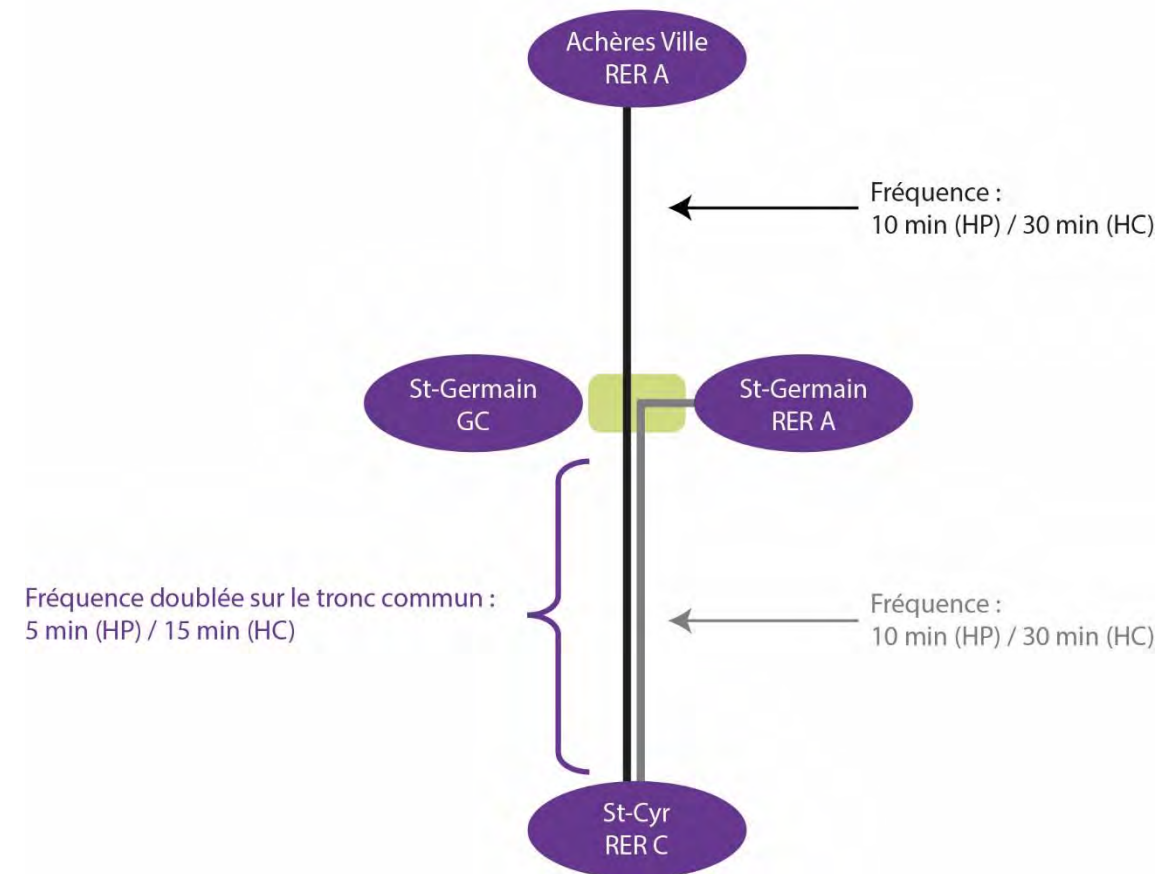 Achères Ville
RER A
Fréquence :
10 min (HP) / 30 min (HC)
St-Germain
GC
St-Germain
RER A
Fréquence doublée sur le tronc commun :
5 min (HP) / 15 min (HC)
Fréquence :
10 min (HP) / 30 min (HC)
St-Cyr
RER C